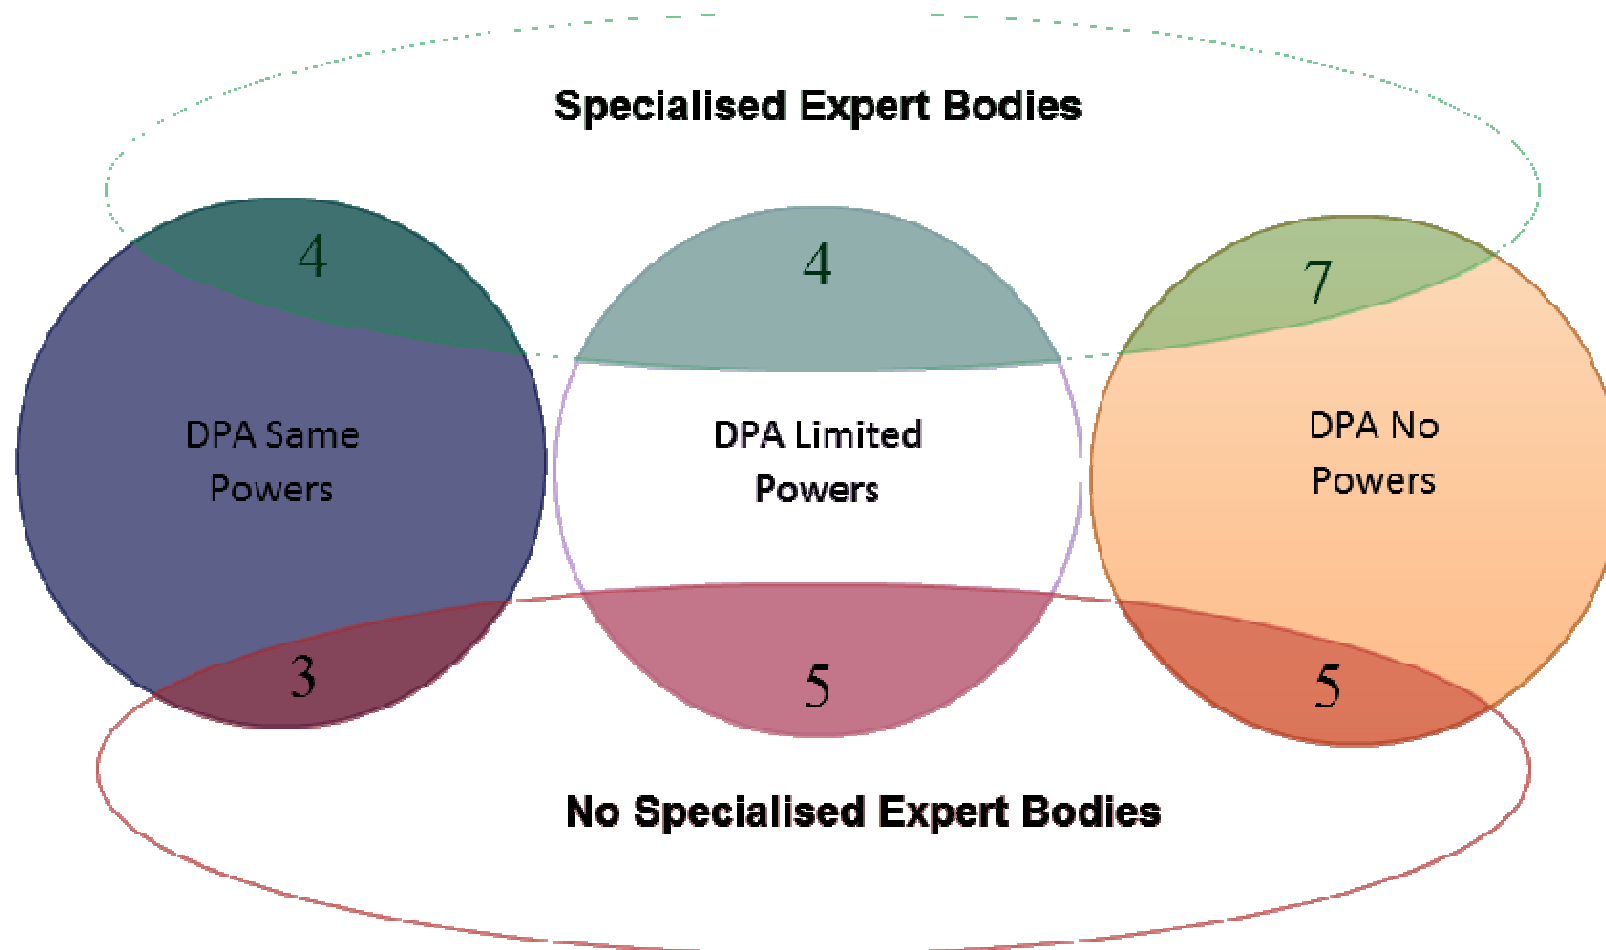 Specialised Expert Bodies
4
4
7
DPA Same
Powers
DPA Limited
Powers
DPA No
Powers
3
5
5
No Specialised Expert Bodies